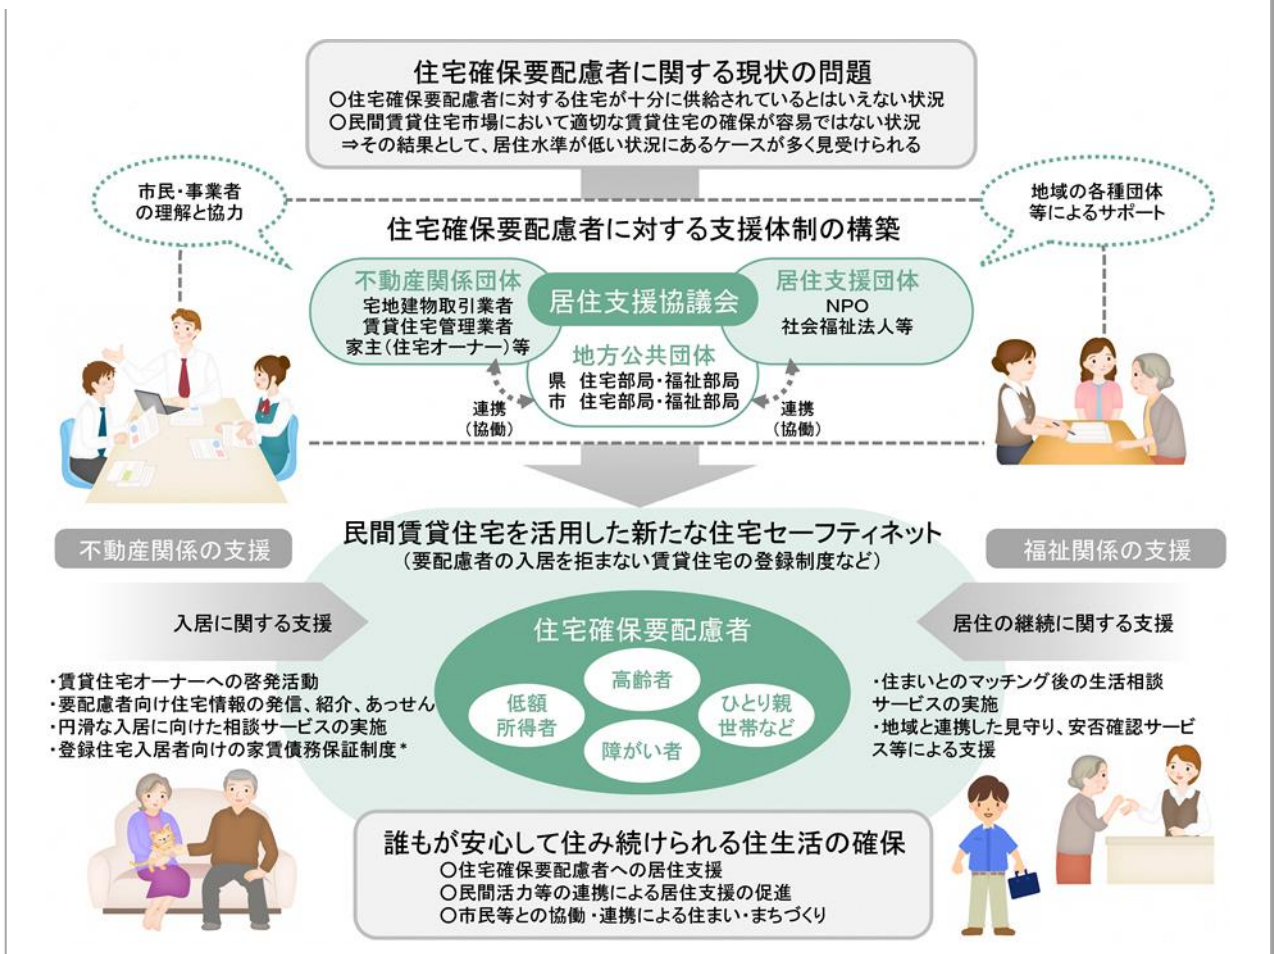 住宅確保要配慮者に関する現状の問題
○住宅確保要配慮者に対する住宅が十分に供給されているとはいえない状況
○民間賃貸住宅市場において適切な賃貸住宅の確保が容易ではない状況
⇒その結果として、居住水準が低い状況にあるケースが多く見受けられる
市民・事業者
の理解と協力
地域の各種団体
等によるサポート
住宅確保要配慮者に対する支援体制の構築
不動産関係団体
宅地建物取引業者
賃貸住宅管理業者
家主(住宅オーナー)等
居住支援協議会
居住支援団体
NPO
社会福祉法人等
地方公共団体
県 住宅部局・福祉部局
市 住宅部局・福祉部局
連携
(協働)
連携
(協働)
民間賃貸住宅を活用した新たな住宅セーフティネット
(要配慮者の入居を拒まない賃貸住宅の登録制度など)
不動産関係の支援
入居に関する支援
・賃貸住宅オーナーへの啓発活動
・要配慮者向け住宅情報の発信、紹介、あっせん
・円滑な入居に向けた相談サービスの実施
・登録住宅入居者向けの家賃債務保証制度*
住宅確保要配慮者
高齢者
低額
所得者
ひとり親
世帯など
障がい者
福祉関係の支援
居住の継続に関する支援
・住まいとのマッチング後の生活相談
サービスの実施
・地域と連携した見守り、安否確認サービ
ス等による支援
誰もが安心して住み続けられる住生活の確保
○住宅確保要配慮者への居住支援
○民間活力等の連携による居住支援の促進
○市民等との協働・連携による住まい・まちづくり